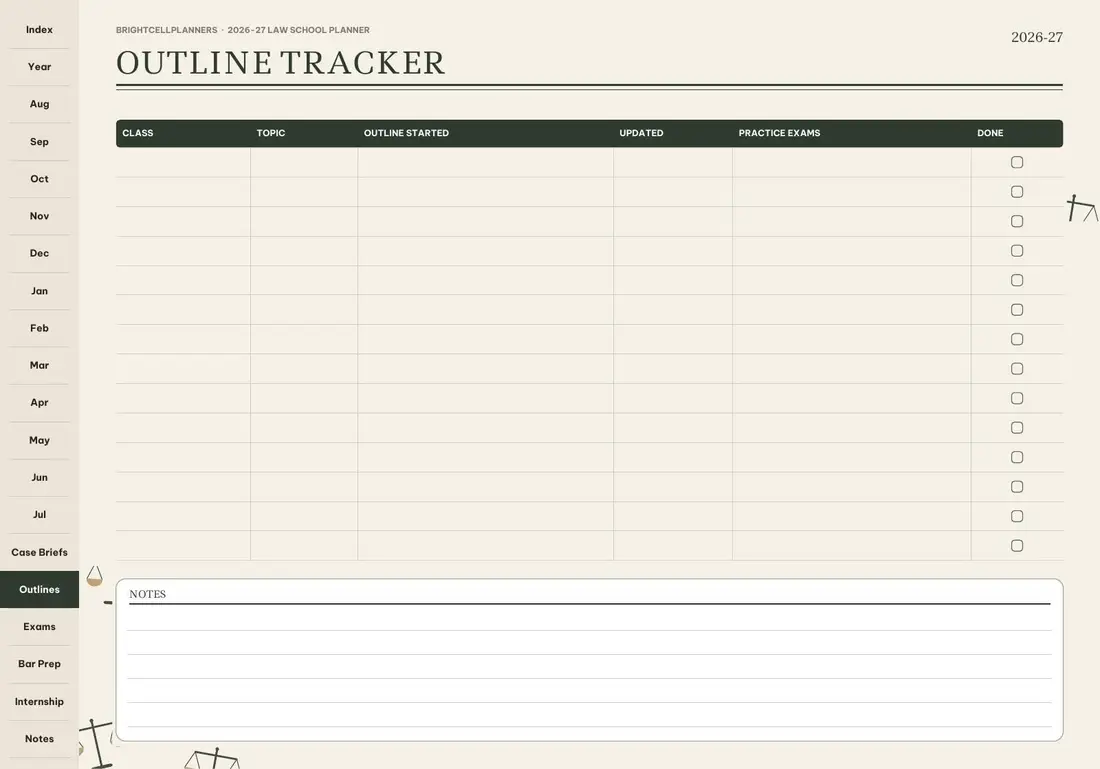 Index
Year
Aug
Sep
Oct
Nov
Dec
Jan
Feb
Mar
Apr
May
Jun
Jul
Case Briefs
Outlines
Exams
Bar Prep
Internship
Notes
BRIGHTCELLPLANNERS · 2026-27 LAW SCHOOL PLANNER
2026-27
OUTLINE TRACKER
CLASS TOPIC OUTLINE STARTED UPDATED PRACTICE EXAMS DONE
NOTES